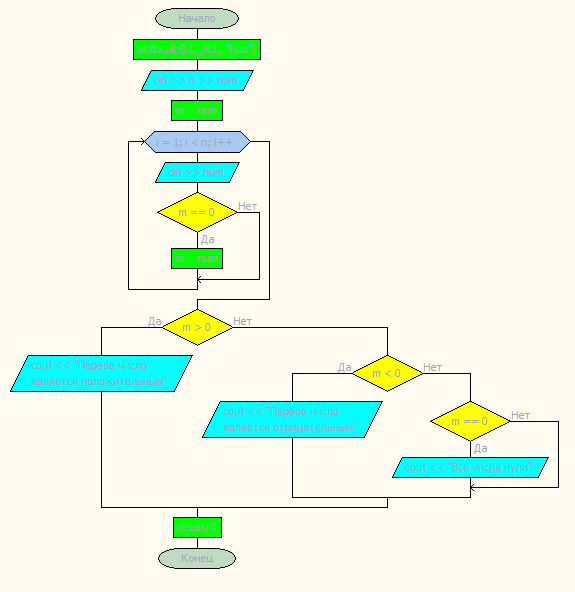 Начало
setlocale(LC_ALL, "Rus")
cin >> n >> num
m = num
i = 1; i < n; i++
cin >> num
m == 0
Нет
Да
m = num
Да
m > 0
Нет
cout << "Первое число
является положительным"
Да
m < 0
Нет
cout << "Первое число
является отрицательным"
m == 0
Нет
Да
cout << "Все числа нули"
return 0
Конец